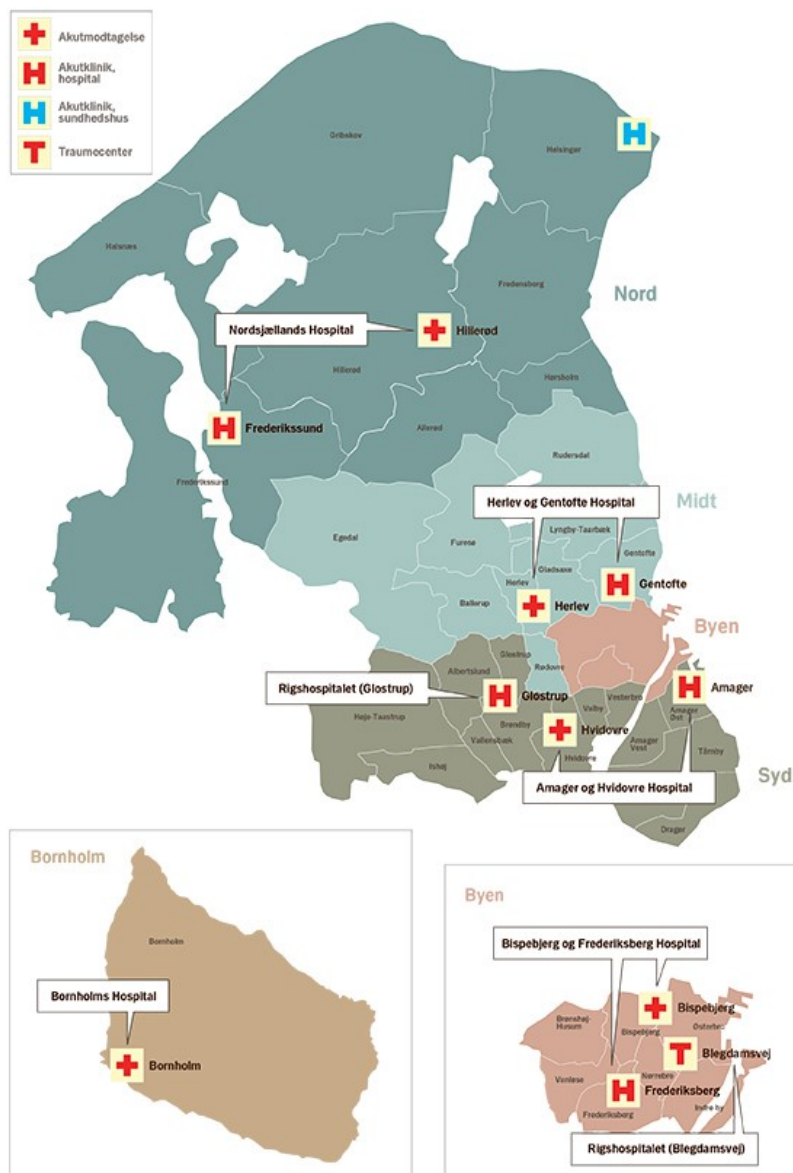 Akutmodtagelse
Akutklinik,
hospital
Akutklinik,
sundhedshus
Traumecenter
Gribskov
Helsingør
Halsnæs
Fredensborg
Nord
Nordsjællands Hospital
Hillerød
Hillerød
Hørsholm
Frederikssund
Allerød
Frederikssund
Rudersdal
Herlev og Gentofte Hospital
Midt
Egedal
Furesø
Lyngby-Taarbæk
Gentofte
Gladsaxe
Herlev
Gentofte
Ballerup
Herlev
Byen
Glostrup
Albertslund
Rødovre
Rigshospitalet (Glostrup)
Glostrup
Vesterbro
Amager
Høje-Taastrup
Brøndby
Valby
Amager
Øst
Hvidovre
Vallensbæk
Amager
Vest
Tårnby
Ishøj
Hvidovre
Syd
Amager og Hvidovre Hospital
Dragør
Bornholm
Bornholm
Bornholms Hospital
Bornholm
Byen
Bispebjerg og Frederiksberg Hospital
Bispebjerg
Brønshøj-
Husum
Bispebjerg
Østerbro
Blegdamsvej
Vanløse
Nørrebro
Frederiksberg
Frederiksberg
Indre by
Rigshospitalet (Blegdamsvej)